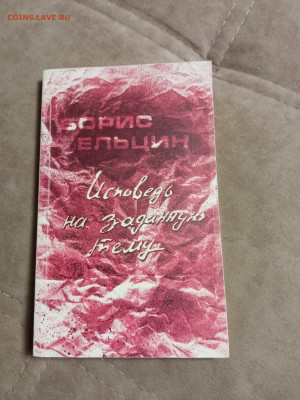 COINS.LAVE.RU
БОРИС
ЕЛЬЦИН
Исповедь
на заданную
тему